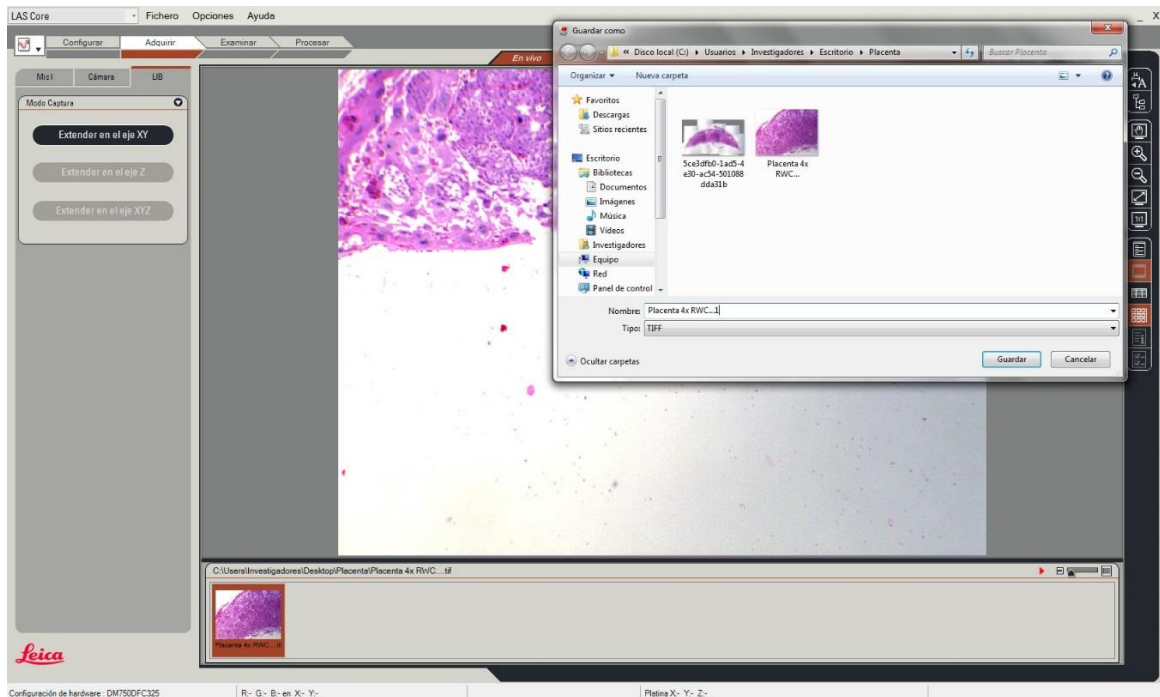 LAS Core Fichero Opciones Ayuda
Configurar Adquirir Examinar Procesar
Mic1 Cámara LIB
Modo Captura
Extender en el eje XY
Extender en el eje Z
Extender en el eje XYZ
Leica
En vivo
Guardar como
« Disco local (C:) Usuarios Investigadores Escritorio Placenta Buscar Placenta
Organizar Nueva carpeta
Favoritos
Descargas
Sitios recientes
Escritorio
Bibliotecas
Documentos
Imágenes
Música
Vídeos
Investigadores
Equipo
Red
Panel de control
5ce3dfb0-1ad5-4
e30-ac54-501088
dda31b
Placenta 4x
RWC...
Nombre: Placenta 4x RWC...1
Tipo: TIFF
Ocultar carpetas Guardar Cancelar
1:1
C:\Users\Investigadores\Desktop\Placenta\Placenta 4x RWC....tif
Placenta 4x RWC....ti
Configuración de hardware : DM750DFC325 R:- G:- B:- en X:- Y:- Platina X:- Y:- Z:-